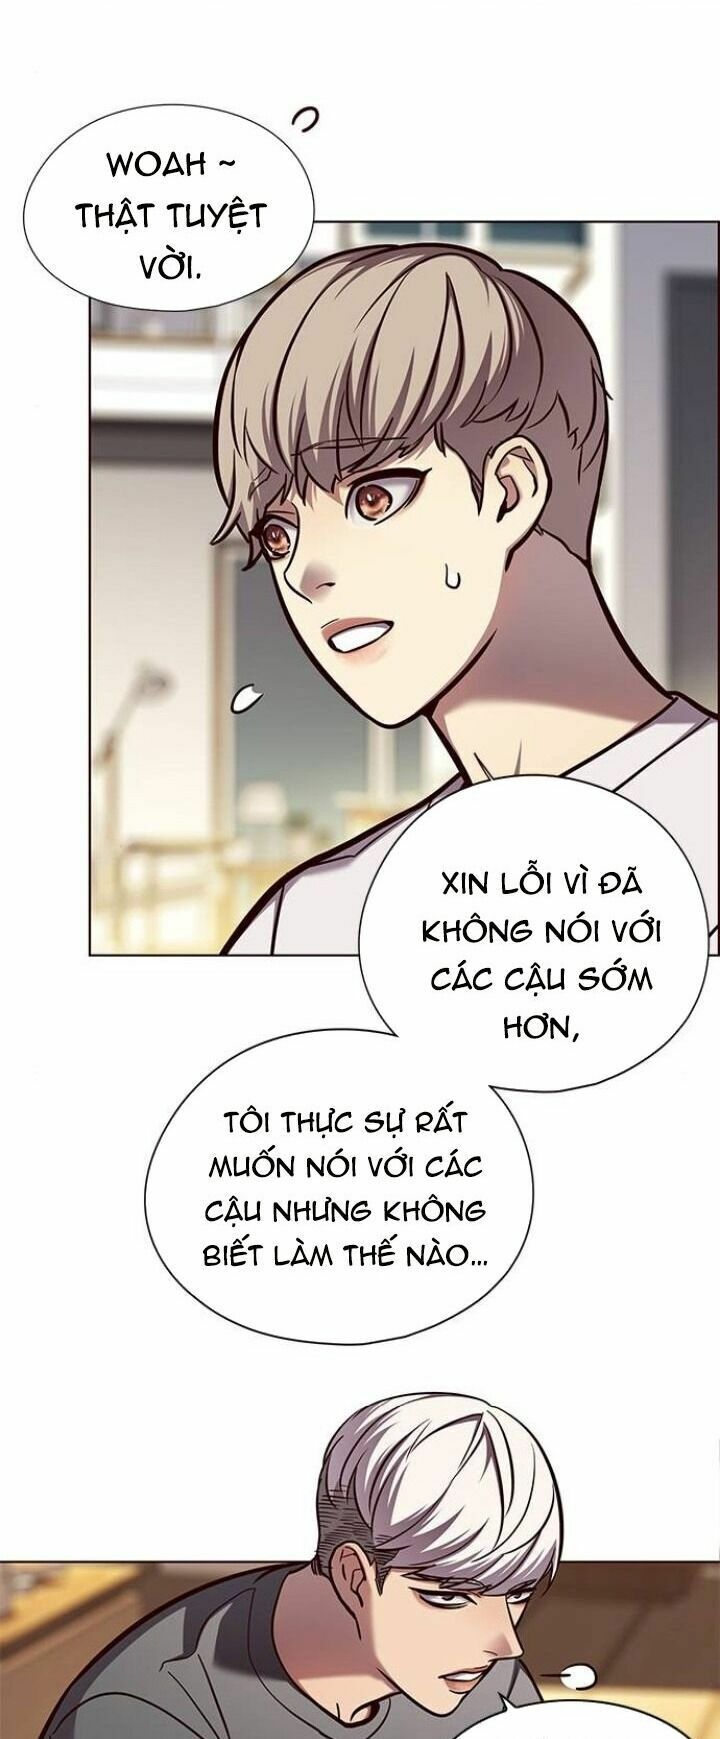 WOAH ~
THẬT TUYỆT
VỜI.
XIN LỖI VÌ ĐÃ
KHÔNG NÓI VỚI
CÁC CẬU SỚM
HƠN,
TÔI THỰC SỰ RẤT
MUỐN NÓI VỚI CÁC
CẬU NHƯNG KHÔNG
BIẾT LÀM THẾ NÀO...